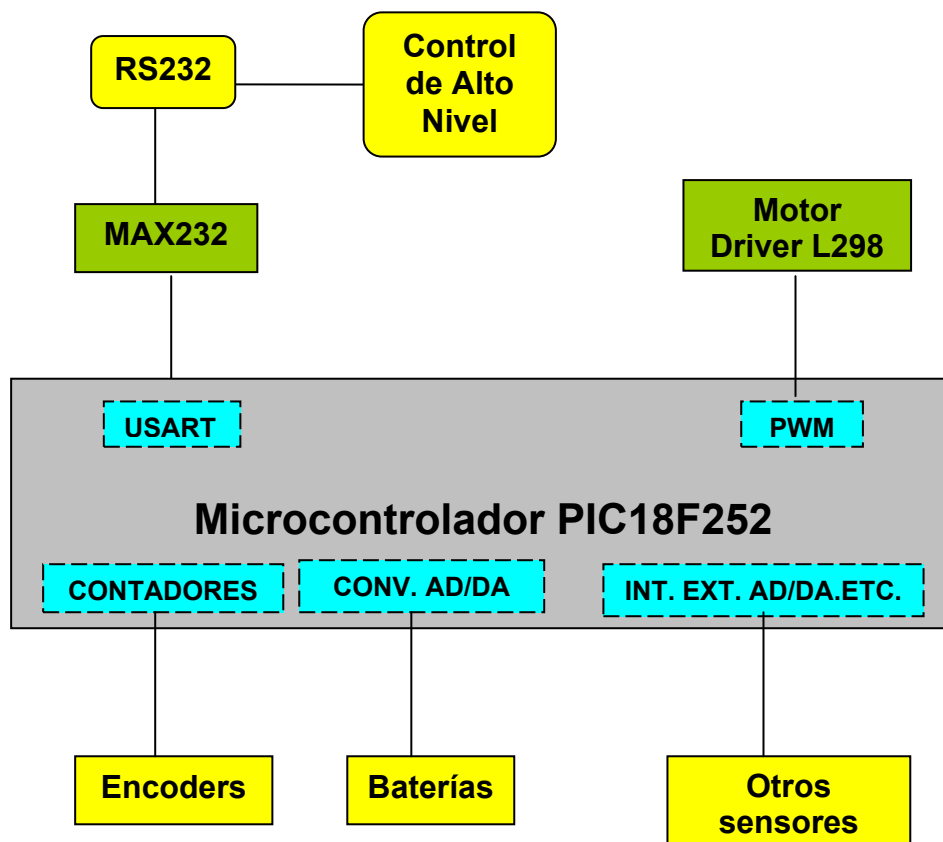 RS232
Control
de Alto
Nivel
MAX232
Motor
Driver L298
USART
PWM
Microcontrolador PIC18F252
CONTADORES
CONV. AD/DA
INT. EXT. AD/DA.ETC.
Encoders
Baterías
Otros
sensores